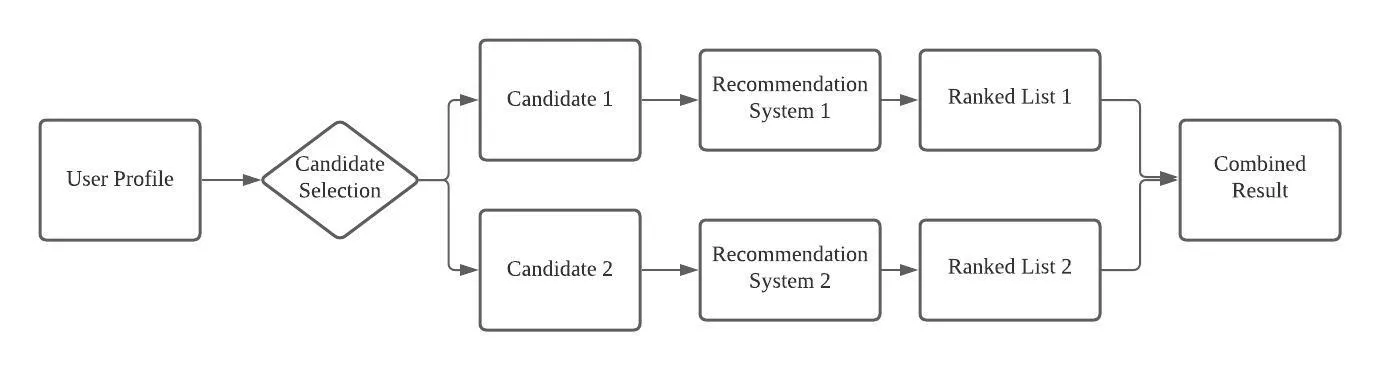 User Profile
Candidate
Selection
Candidate 1
Recommendation
System 1
Ranked List 1
Candidate 2
Recommendation
System 2
Ranked List 2
Combined
Result